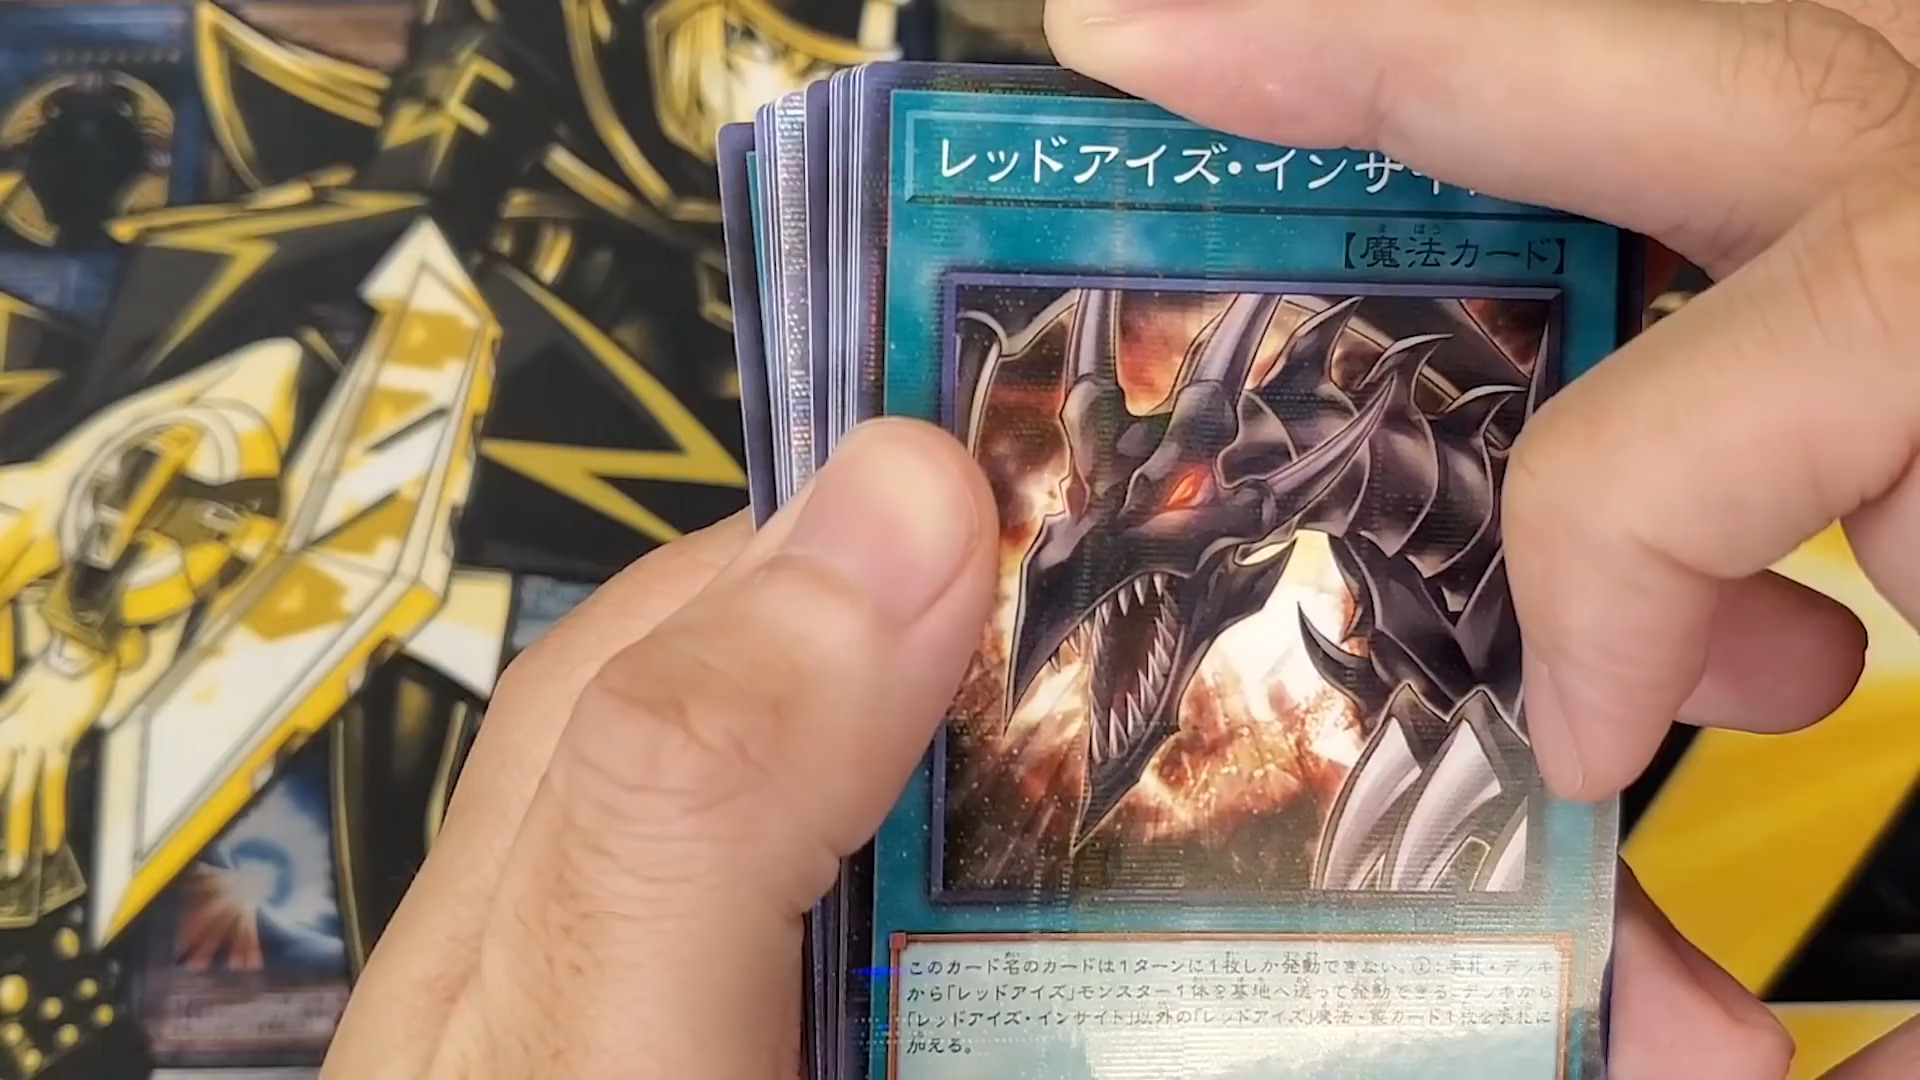 レッドアイズ・インサイ
【魔法カード】
このカード名のカードは1ターンに1枚しか発動できない。①:手札・デッキ
から「レッドアイズ」モンスター1体を墓地へ送って発動できる。デッキから
「レッドアイズ・インサイト」以外の「レッドアイズ」魔法・罠カード1枚を手札に
加える。